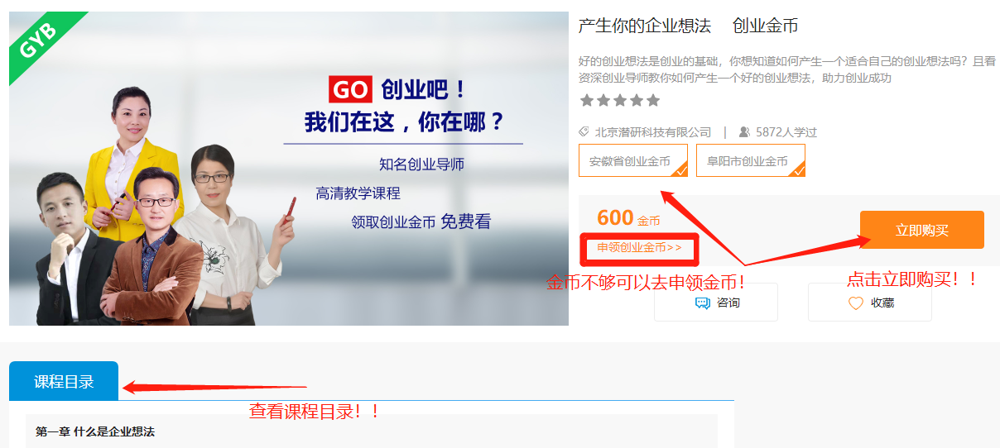 GYB
GO 创业吧！
我们在这，你在哪？
知名创业导师
高清教学课程
领取创业金币 免费看
产生你的企业想法 创业金币
好的创业想法是创业的基础，你想知道如何产生一个适合自己的创业想法吗？且看
资深创业导师教你如何产生一个好的创业想法，助力创业成功
北京潜研科技有限公司 | 5872人学过
安徽省创业金币 阜阳市创业金币
600 金币
立即购买
申领创业金币>>
金币不够可以去申领金币！
点击立即购买！！
咨询 收藏
课程目录
查看课程目录！！
第一章 什么是企业想法